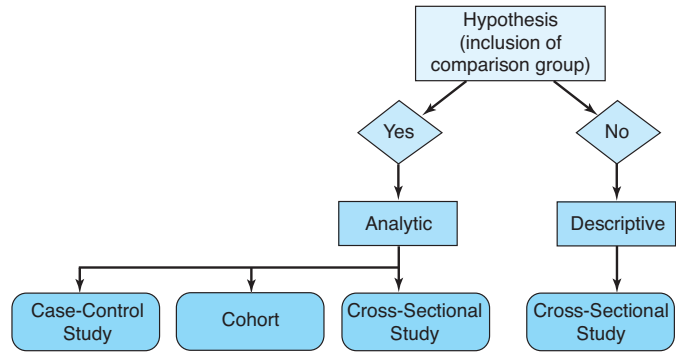 Hypothesis
(inclusion of
comparison group)
Yes
No
Analytic
Descriptive
Case-Control
Study
Cohort
Cross-Sectional
Study
Cross-Sectional
Study